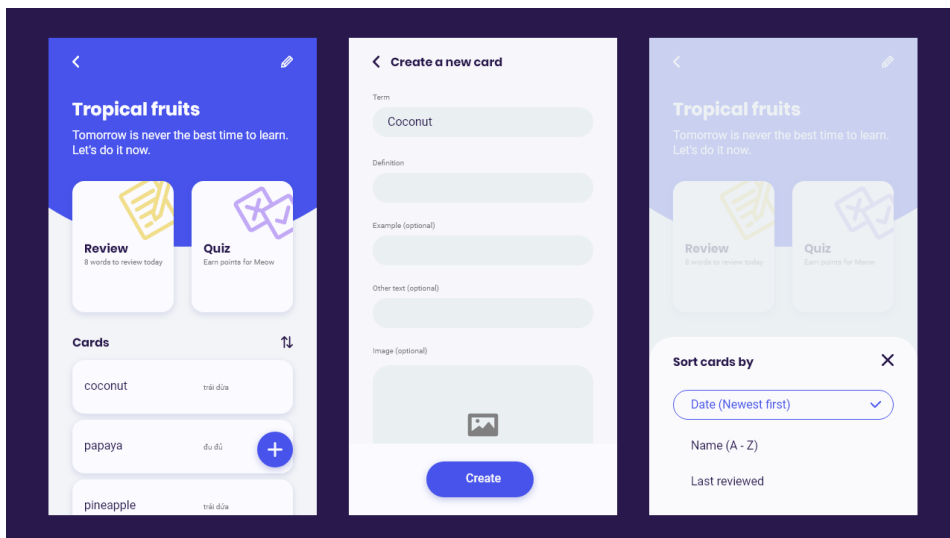 Tropical fruits
Tomorrow is never the best time to learn.
Let's do it now.
Review
8 words to review today
Quiz
Earn points for Meow
Cards
coconut
trái dừa
papaya
đu đủ
pineapple
trái dứa
Create a new card
Term
Coconut
Definition
Example (optional)
Other text (optional)
Image (optional)
Create
Tropical fruits
Tomorrow is never the best time to learn.
Let's do it now.
Review
8 words to review today
Quiz
Earn points for Meow
Sort cards by
Date (Newest first)
Name (A - Z)
Last reviewed